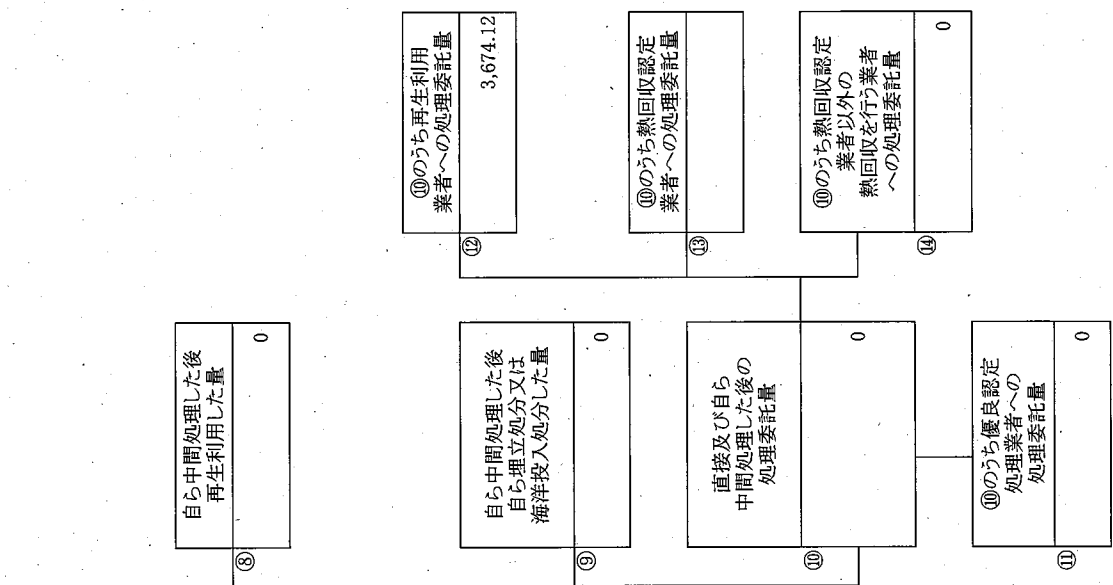 ⑧
自ら中間処理した後
再生利用した量
0
⑨
自ら中間処理した後
自ら埋立処分又は
海洋投入処分した量
0
⑩
直接及び自ら
中間処理した後の
処理委託量
0
⑪
⑩のうち優良認定
処理業者への
処理委託量
0
⑫
⑩のうち再生利用
業者への処理委託量
3,674.12
⑬
⑩のうち熱回収認定
業者への処理委託量
⑭
⑩のうち熱回収認定
業者以外の
熱回収を行う業者
への処理委託量
0